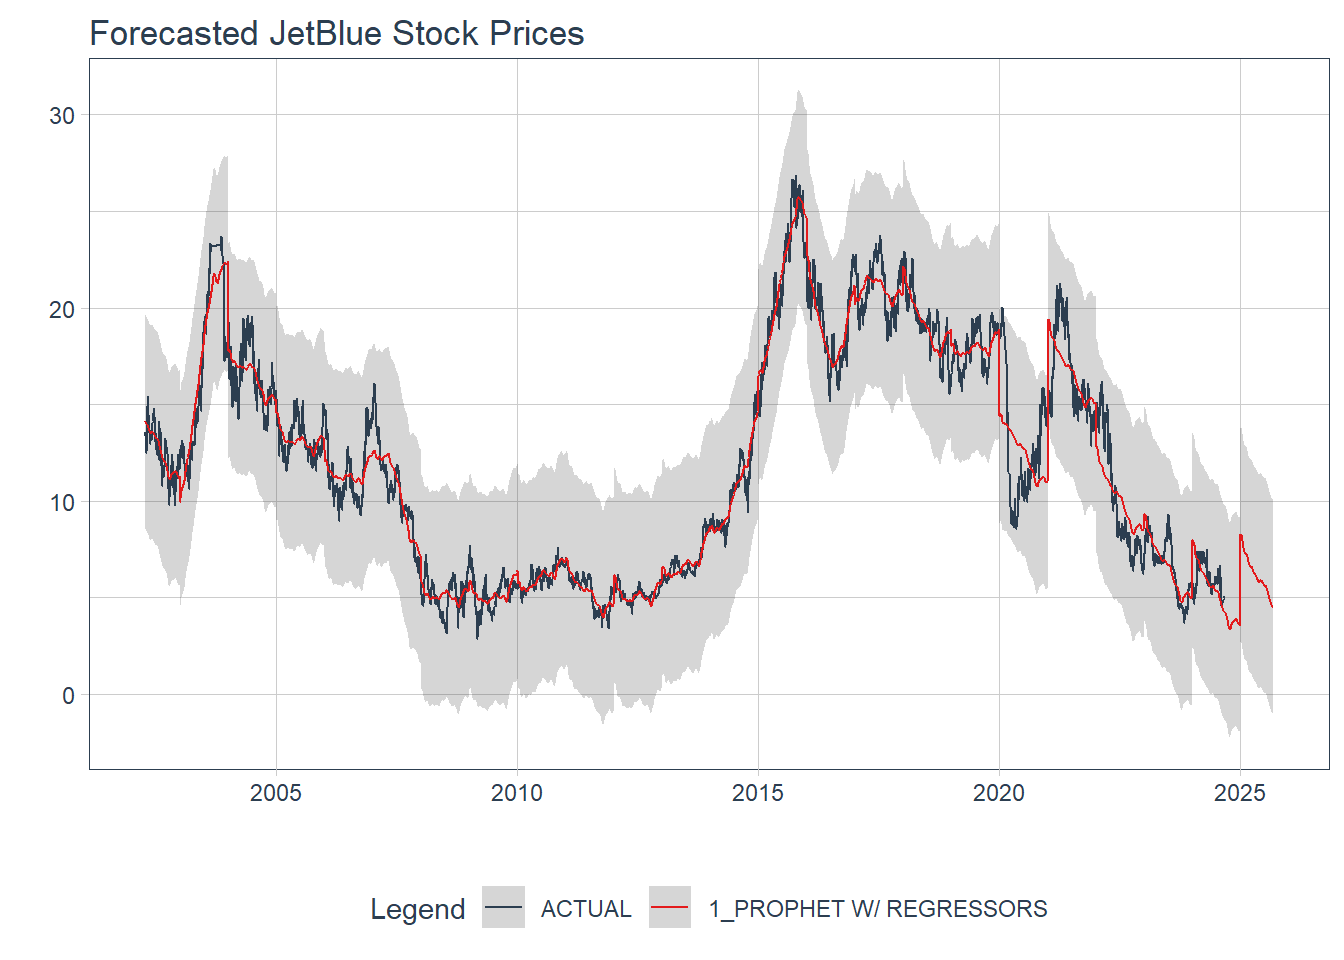 Forecasted JetBlue Stock Prices
30
20
10
0
2005 2010 2015 2020 2025
Legend ACTUAL 1_PROPHET W/ REGRESSORS